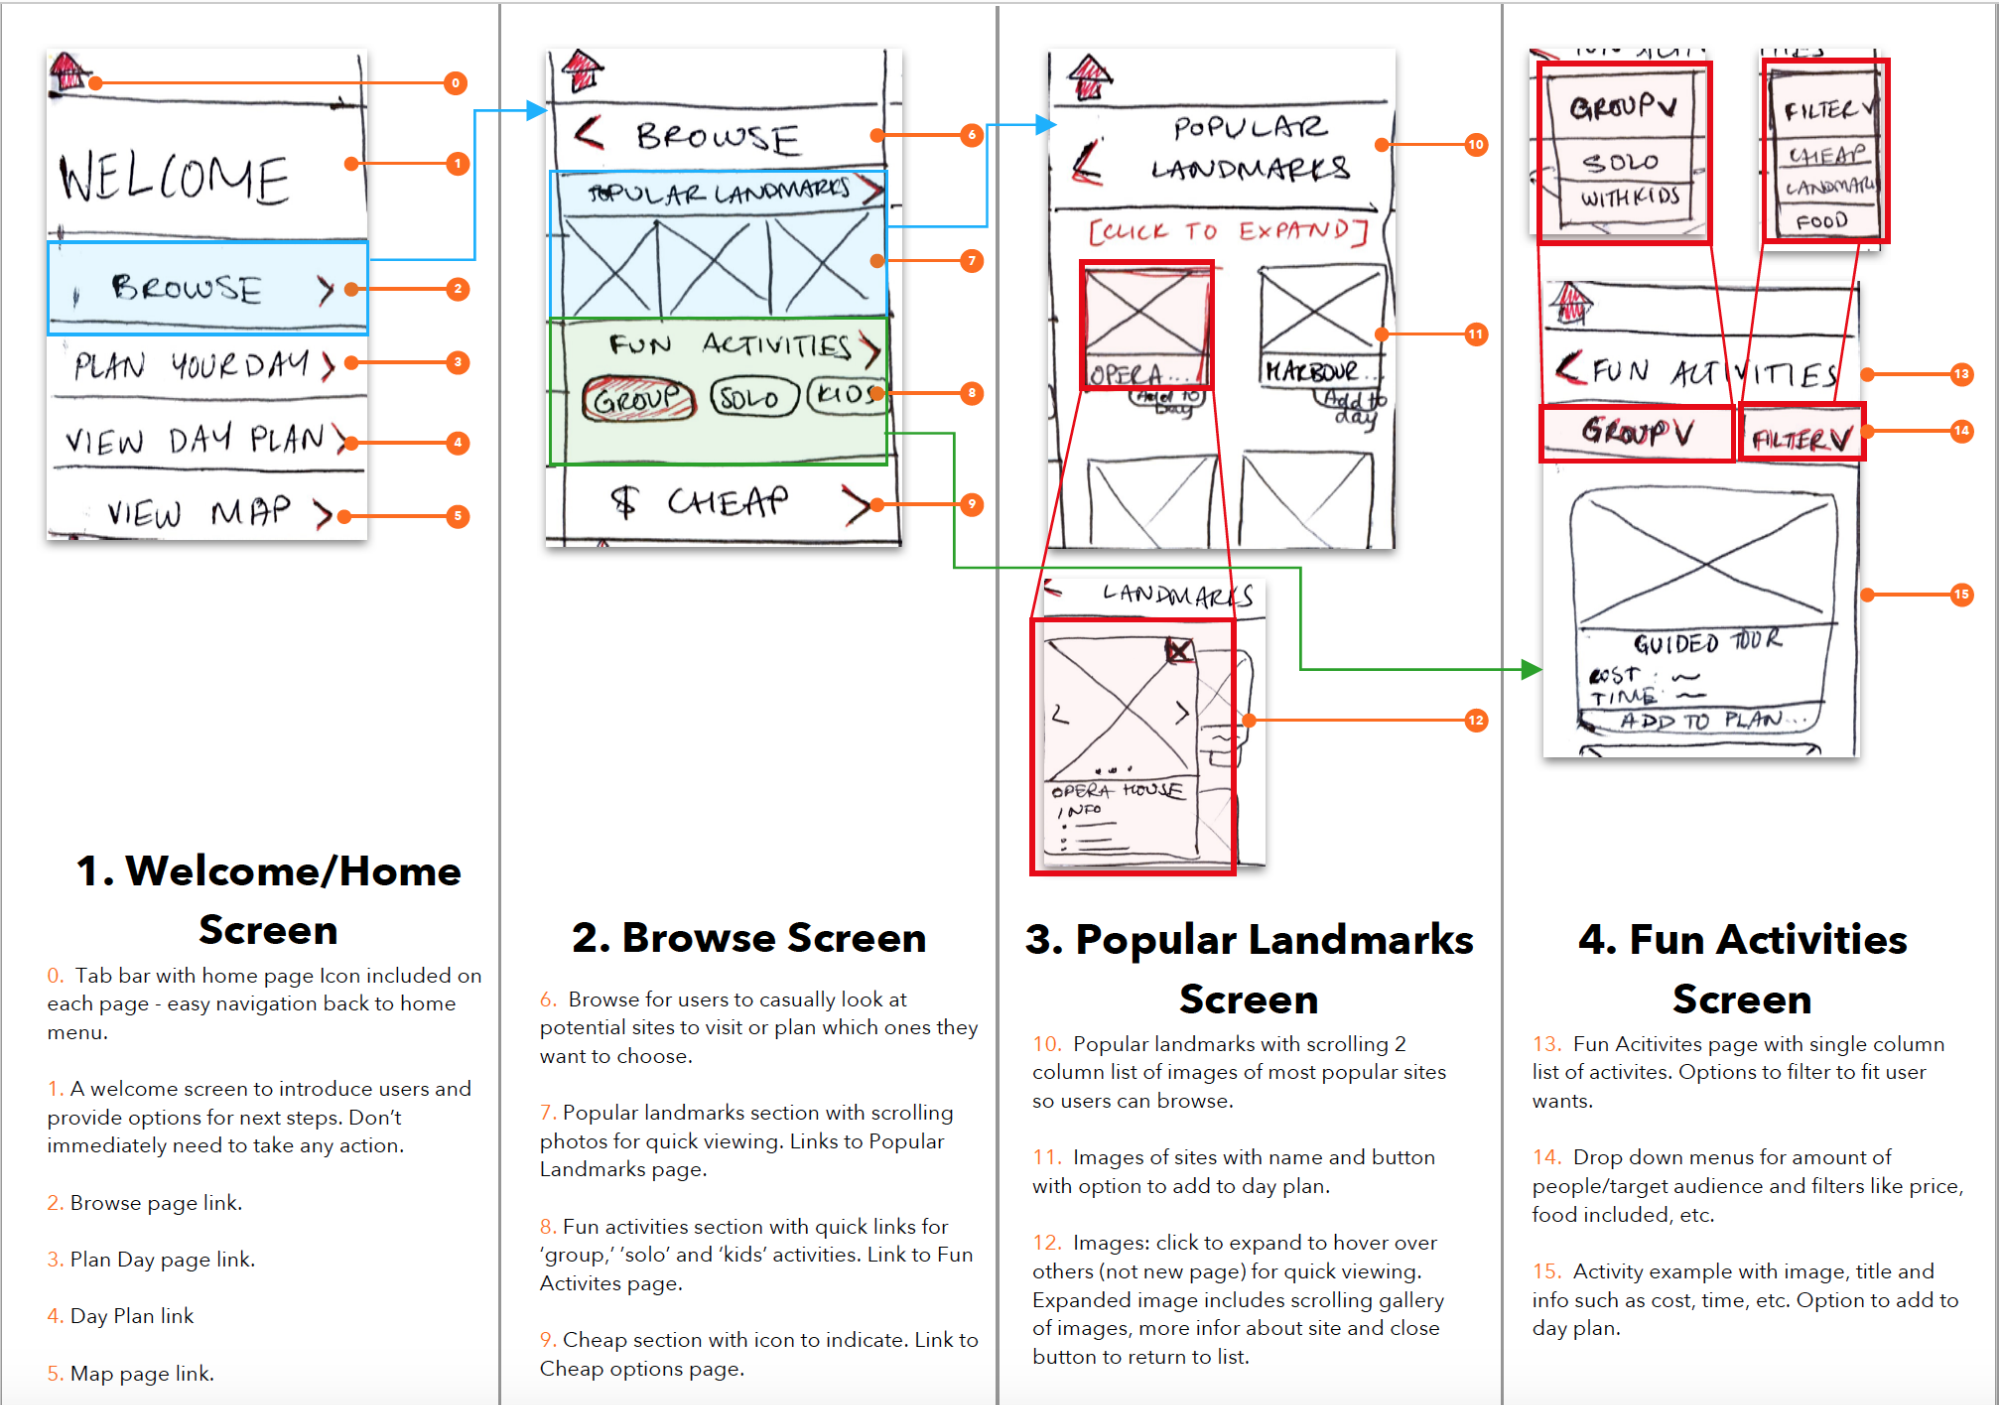 0
WELCOME
1
BROWSE
2
PLAN YOUR DAY
3
VIEW DAY PLAN
4
VIEW MAP
5
BROWSE
6
POPULAR LANDMARKS
7
FUN ACTIVITIES
GROUP
SOLO
KIDS
8
$ CHEAP
9
POPULAR
LANDMARKS
10
[CLICK TO EXPAND]
OPERA...
HARBOUR...
11
Add to
Day
Add to
day
LANDMARKS
12
OPERA HOUSE
INFO
GROUP V
SOLO
WITH KIDS
FILTER V
CHEAP
LANDMARK
FOOD
FUN ACTIVITIES
13
GROUP V
FILTER V
14
15
GUIDED TOUR
COST: ~
TIME: ~
ADD TO PLAN...
1. Welcome/Home
Screen
0. Tab bar with home page Icon included on
each page - easy navigation back to home
menu.
1. A welcome screen to introduce users and
provide options for next steps. Don't
immediately need to take any action.
2. Browse page link.
3. Plan Day page link.
4. Day Plan link
5. Map page link.
2. Browse Screen
6. Browse for users to casually look at
potential sites to visit or plan which ones they
want to choose.
7. Popular landmarks section with scrolling
photos for quick viewing. Links to Popular
Landmarks page.
8. Fun activities section with quick links for
‘group,’ ’solo’ and ‘kids’ activities. Link to Fun
Activites page.
9. Cheap section with icon to indicate. Link to
Cheap options page.
3. Popular Landmarks
Screen
10. Popular landmarks with scrolling 2
column list of images of most popular sites
so users can browse.
11. Images of sites with name and button
with option to add to day plan.
12. Images: click to expand to hover over
others (not new page) for quick viewing.
Expanded image includes scrolling gallery
of images, more infor about site and close
button to return to list.
4. Fun Activities
Screen
13. Fun Acitivites page with single column
list of activites. Options to filter to fit user
wants.
14. Drop down menus for amount of
people/target audience and filters like price,
food included, etc.
15. Activity example with image, title and
info such as cost, time, etc. Option to add to
day plan.